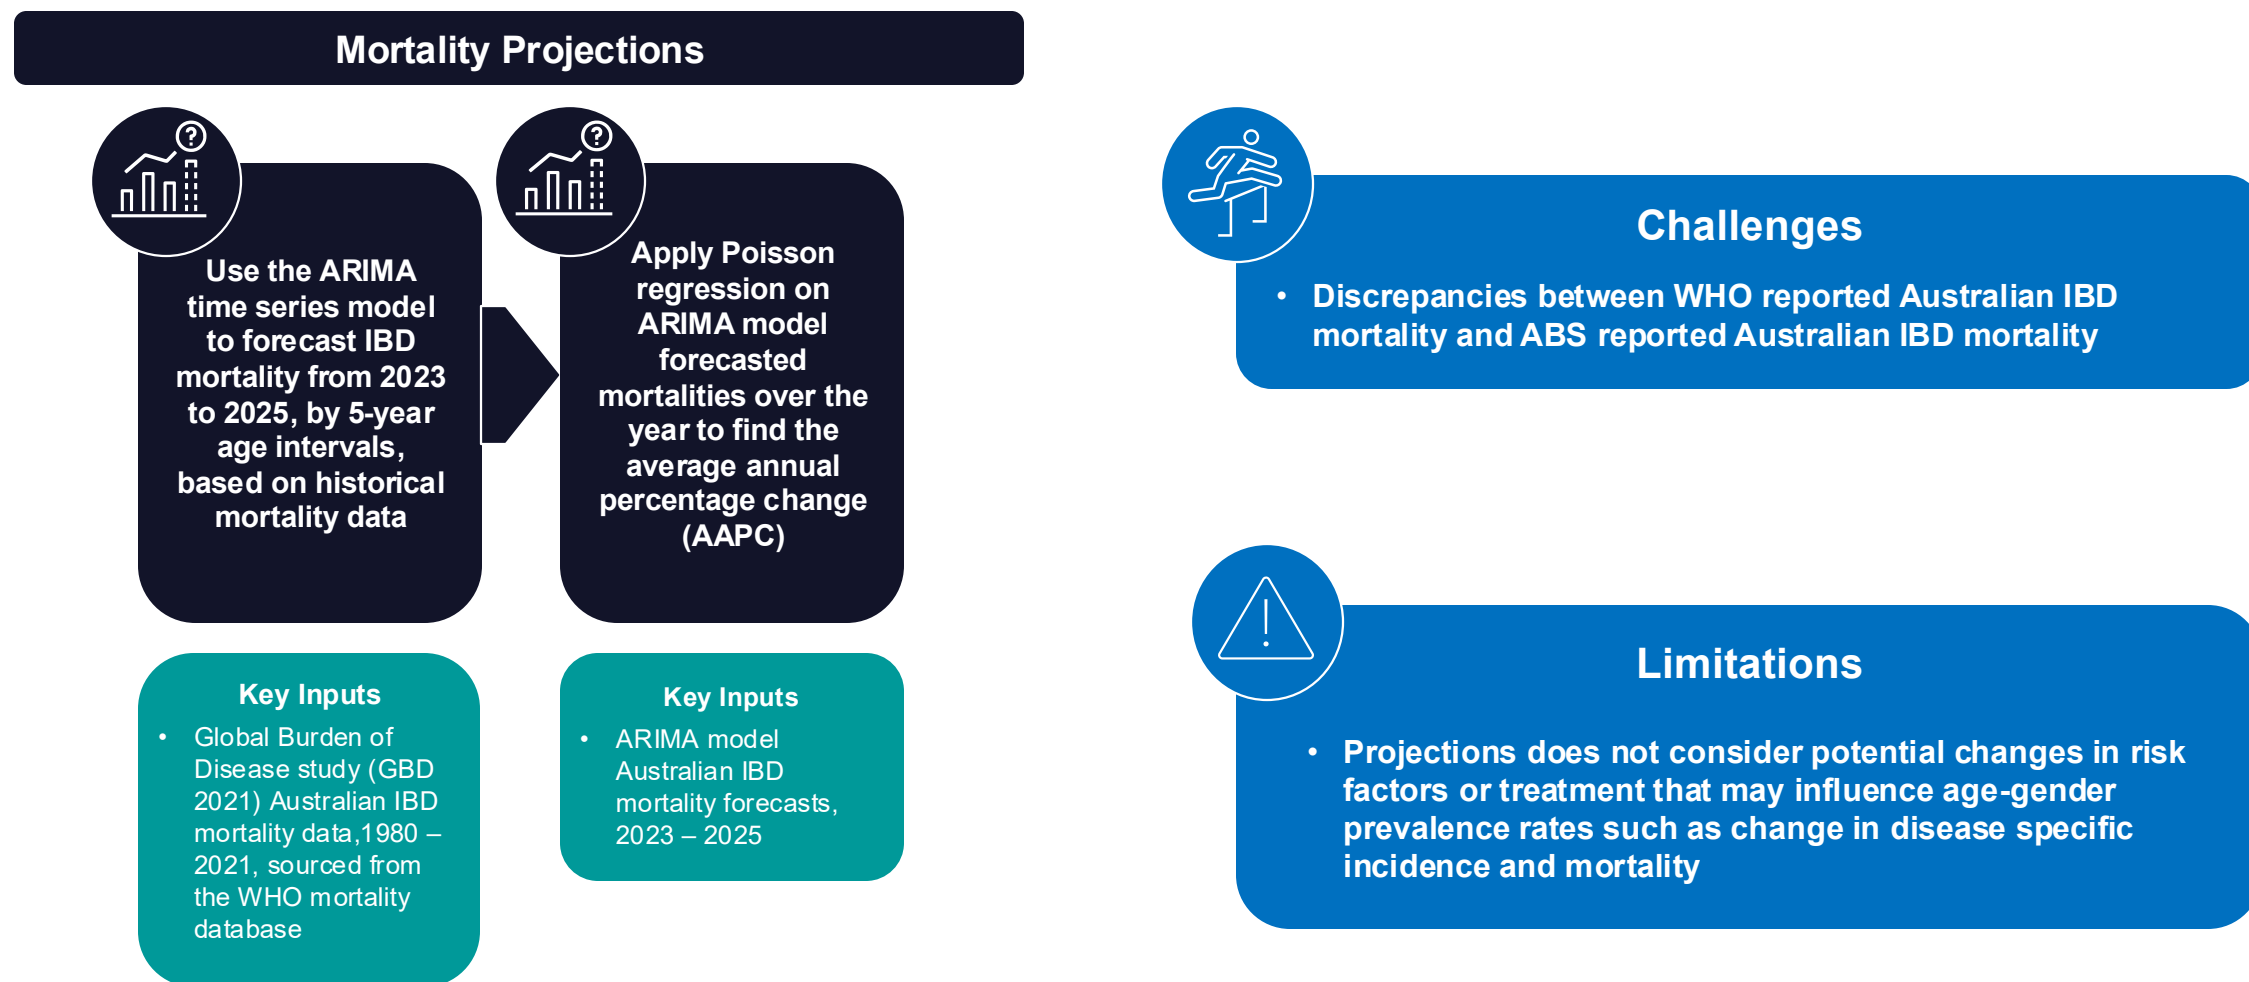 Mortality Projections
Use the ARIMA
time series model
to forecast IBD
mortality from 2023
to 2025, by 5-year
age intervals,
based on historical
mortality data
Apply Poisson
regression on
ARIMA model
forecasted
mortalities over the
year to find the
average annual
percentage change
(AAPC)
Key Inputs
• Global Burden of
Disease study (GBD
2021) Australian IBD
mortality data,1980 –
2021, sourced from
the WHO mortality
database
Key Inputs
• ARIMA model
Australian IBD
mortality forecasts,
2023 – 2025
Challenges
• Discrepancies between WHO reported Australian IBD
mortality and ABS reported Australian IBD mortality
Limitations
• Projections does not consider potential changes in risk
factors or treatment that may influence age-gender
prevalence rates such as change in disease specific
incidence and mortality